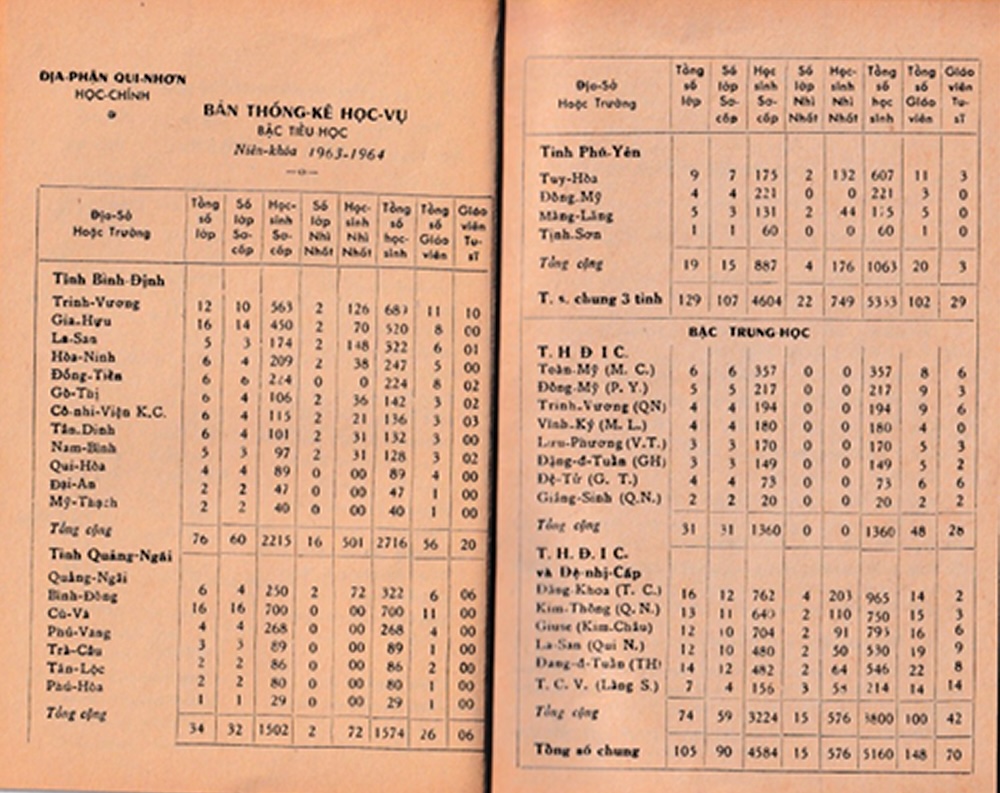 ĐỊA-PHẬN QUI-NHƠN
HỌC-CHÍNH
BẢN THỐNG-KÊ HỌC-VỤ
BẬC TIỂU HỌC
Niên-khóa 1963-1964
Địa-Sở Hoặc Trường | Tổng số lớp | Số lớp Sơ-cấp | Học-sinh Sơ-cấp | Số lớp Nhì Nhất | Học-sinh Nhì Nhất | Tổng số học-sinh | Tổng số Giáo viên | Giáo viên Tu-sĩ
Tỉnh Bình-Định
Trinh-Vương 12 10 563 2 126 689 11 10
Gia-Hựu 16 14 450 2 70 520 8 00
La-San 5 3 174 2 148 322 6 01
Hòa-Ninh 6 4 209 2 38 247 5 00
Đồng-Tiến 6 6 224 0 0 224 8 02
Gò-Thị 6 4 106 2 36 142 3 02
Cô-nhi-Viện K.C. 6 4 115 2 21 136 3 03
Tân-Dinh 6 4 101 2 31 132 3 00
Nam-Bình 5 3 97 2 31 128 3 02
Qui-Hòa 4 4 89 0 00 89 4 00
Đại-An 2 2 47 0 00 47 1 00
Mỹ-Thạch 2 2 40 0 00 40 1 00
Tổng cộng 76 60 2215 16 501 2716 56 20
Tỉnh Quảng-Ngãi
Quảng-Ngãi 6 4 250 2 72 322 6 06
Bình-Đông 16 16 700 0 00 700 11 00
Cù-Và 4 4 268 0 00 268 4 00
Phú-Vang 3 3 89 0 00 89 1 00
Trà-Câu 2 2 86 0 00 86 2 00
Tân-Lộc 2 2 80 0 00 80 1 00
Phú-Hòa 1 1 29 0 00 29 1 00
Tổng cộng 34 32 1502 2 72 1574 26 06
Địa-Sở Hoặc Trường | Tổng số lớp | Số lớp Sơ-cấp | Học sinh Sơ-cấp | Số lớp Nhì Nhất | Học-sinh Nhì Nhất | Tổng số học sinh | Tổng số Giáo viên | Giáo viên Tu-sĩ
Tỉnh Phú-Yên
Tuy-Hòa 9 7 175 2 132 607 11 3
Đồng.Mỹ 4 4 221 0 0 221 3 0
Măng-Lăng 5 3 131 2 44 5 0
Tịnh.Sơn 1 1 60 0 0 60 1 0
Tổng cộng 19 15 887 4 176 1063 20 3
T. s. chung 3 tỉnh 129 107 4604 22 749 5353 102 29
BẬC TRUNG-HỌC
T. H Đ I C.
Toàn-Mỹ (M. C.) 6 6 357 0 0 357 8 6
Đồng-Mỹ (P. Y.) 5 5 217 0 0 217 9 3
Trinh-Vương (QN) 4 4 194 0 0 194 9 6
Vĩnh-Ký (M. L.) 4 4 180 0 0 180 4 0
Lưu-Phương (V.T.) 3 3 170 0 0 170 5 3
Đặng-đ-Tuấn (GH) 3 3 149 0 0 149 5 2
Đệ-Tử (G. T.) 4 4 73 0 0 73 6 6
Giáng-Sinh (Q.N.) 2 2 20 0 0 20 2 2
Tổng cộng 31 31 1360 0 0 1360 48 28
T. H. Đ. I C.
và Đệ-nhị-Cấp
Đăng-Khoa (T. C.) 16 12 762 4 203 965 14 2
Kim-Thông (Q. N.) 13 11 640 2 110 750 15 3
Giuse (Kim.Châu) 12 10 704 2 91 795 16 6
La-San (Qui N.) 12 10 480 2 50 530 19 9
Đang-đ-Tuấn (TH) 14 12 482 2 64 546 22 8
T. C. V. (Làng S.) 7 4 156 3 58 214 14 14
Tổng cộng 74 59 3224 15 576 3800 100 42
Tổng số chung 105 90 4584 15 576 5160 148 70